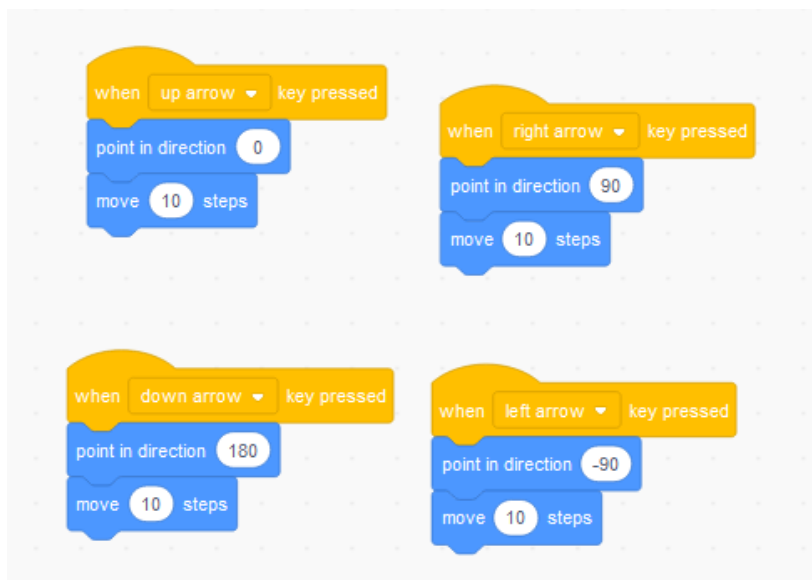 when up arrow key pressed
point in direction 0
move 10 steps
when right arrow key pressed
point in direction 90
move 10 steps
when down arrow key pressed
point in direction 180
move 10 steps
when left arrow key pressed
point in direction -90
move 10 steps